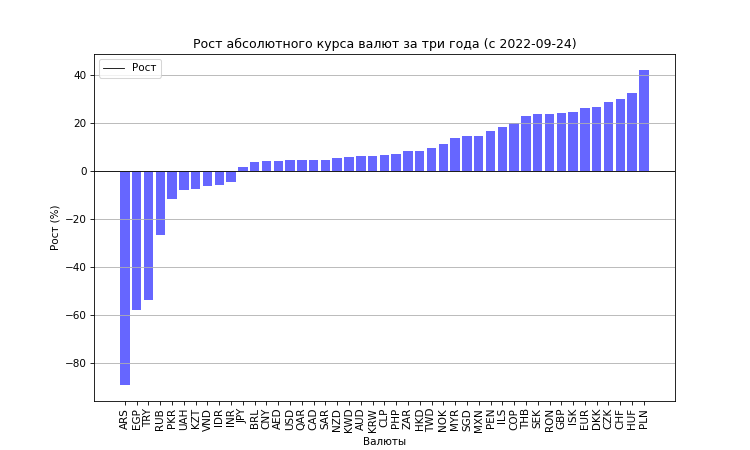 Рост абсолютного курса валют за три года (с 2022-09-24)
Рост
Рост (%)
40
20
0
−20
−40
−60
−80
ARS EGP TRY RUB PKR UAH KZT VND IDR INR JPY BRL CNY AED USD QAR CAD SAR NZD KWD AUD KRW CLP PHP ZAR HKD TWD NOK MYR SGD MXN PEN ILS COP THB SEK RON GBP ISK EUR DKK CZK CHF HUF PLN
Валюты